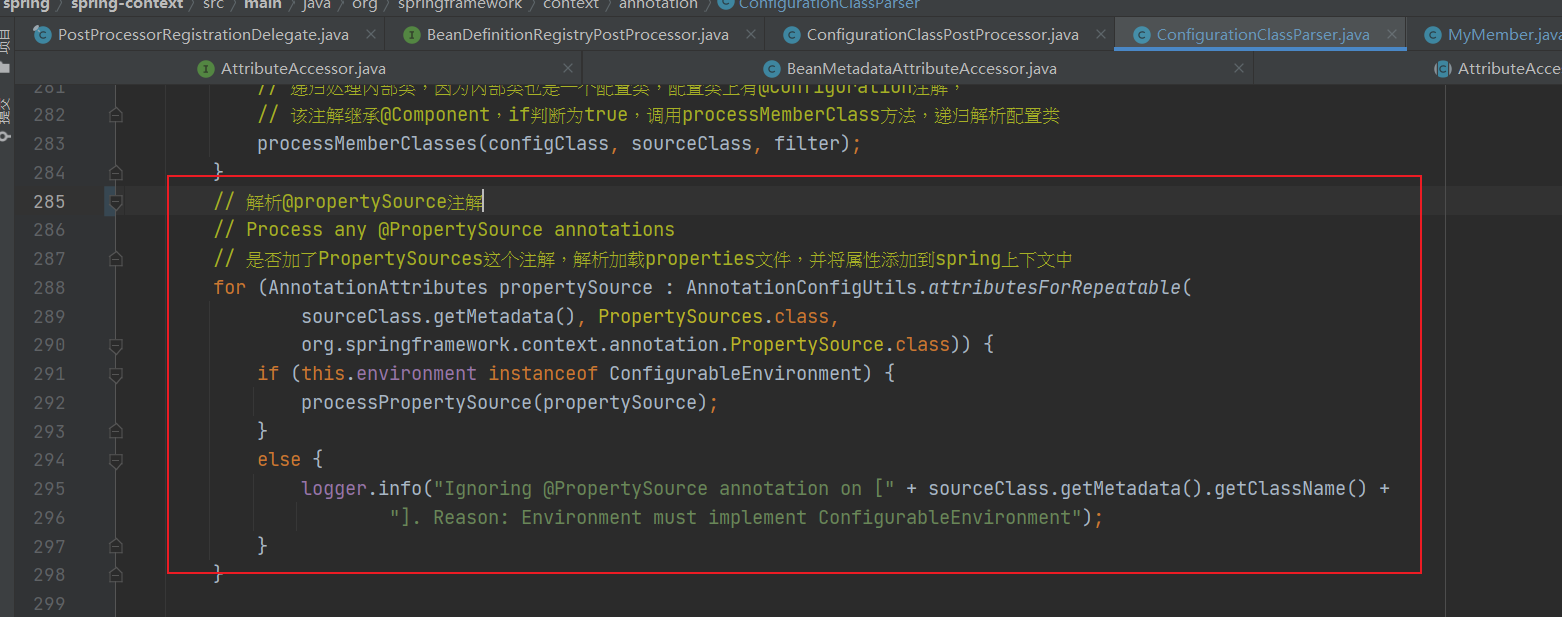 spring 〉 spring-context 〉 src 〉 main 〉 java 〉 org 〉 springframework 〉 context 〉 annotation 〉 ConfigurationClassParser
项目
PostProcessorRegistrationDelegate.java
BeanDefinitionRegistryPostProcessor.java
ConfigurationClassPostProcessor.java
ConfigurationClassParser.java
MyMember.java
AttributeAccessor.java
BeanMetadataAttributeAccessor.java
AttributeAcce
提交
281 // 递归处理内部类，因为内部类也是一个配置类，配置类上有@Configuration注解，
282 // 该注解继承@Component，if判断为true，调用processMemberClass方法，递归解析配置类
283 processMemberClasses(configClass, sourceClass, filter);
284 }
285 // 解析@propertySource注解
286 // Process any @PropertySource annotations
287 // 是否加了PropertySources这个注解，解析加载properties文件，并将属性添加到spring上下文中
288 for (AnnotationAttributes propertySource : AnnotationConfigUtils.attributesForRepeatable(
289 sourceClass.getMetadata(), PropertySources.class,
290 org.springframework.context.annotation.PropertySource.class)) {
291 if (this.environment instanceof ConfigurableEnvironment) {
292 processPropertySource(propertySource);
293 }
294 else {
295 logger.info("Ignoring @PropertySource annotation on [" + sourceClass.getMetadata().getClassName() +
296 "]. Reason: Environment must implement ConfigurableEnvironment");
297 }
298 }
299